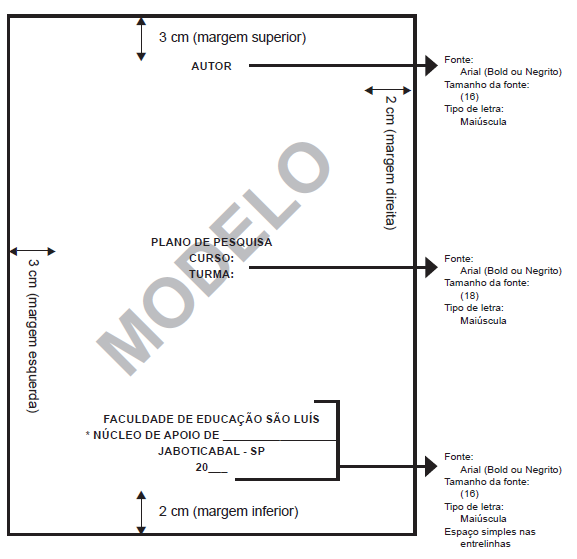 3 cm (margem superior)
AUTOR
Fonte:
Arial (Bold ou Negrito)
Tamanho da fonte:
(16)
Tipo de letra:
Maiúscula
2 cm (margem direita)
MODELO
PLANO DE PESQUISA
CURSO:
TURMA:
Fonte:
Arial (Bold ou Negrito)
Tamanho da fonte:
(18)
Tipo de letra:
Maiúscula
3 cm (margem esquerda)
FACULDADE DE EDUCAÇÃO SÃO LUÍS
* NÚCLEO DE APOIO DE __________________
JABOTICABAL - SP
20___
Fonte:
Arial (Bold ou Negrito)
Tamanho da fonte:
(16)
Tipo de letra:
Maiúscula
Espaço simples nas
entrelinhas
2 cm (margem inferior)